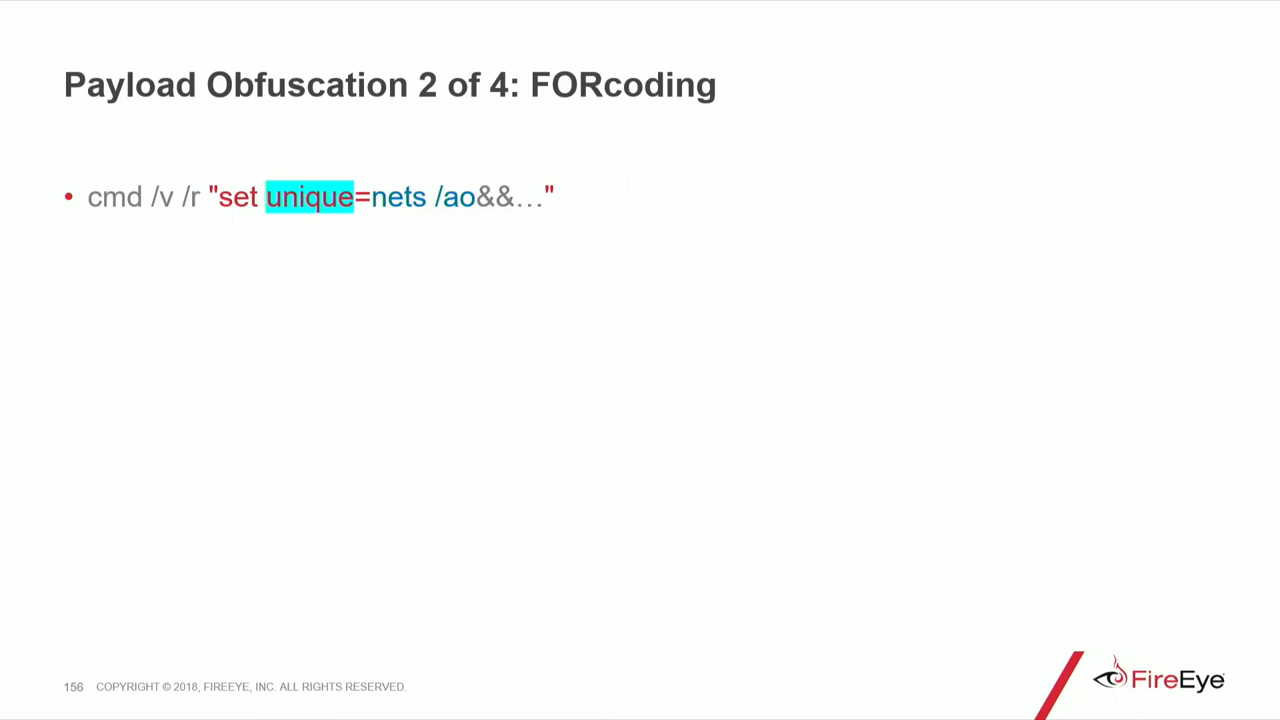 Payload Obfuscation 2 of 4: FORcoding
• cmd /v /r "set unique=nets /ao&&…"
156 COPYRIGHT © 2018, FIREEYE, INC. ALL RIGHTS RESERVED.
FireEye